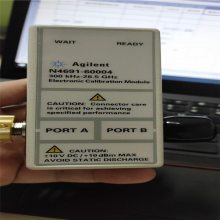 WAIT READY
Agilent
N4691-60004
300 kHz-26.5 GHz
Electronic Calibration Module
CAUTION: Connector care
is critical for achieving
specified performance
PORT A PORT B
CAUTION:
±10V DC/+10dBm MAX
AVOID STATIC DISCHARGE